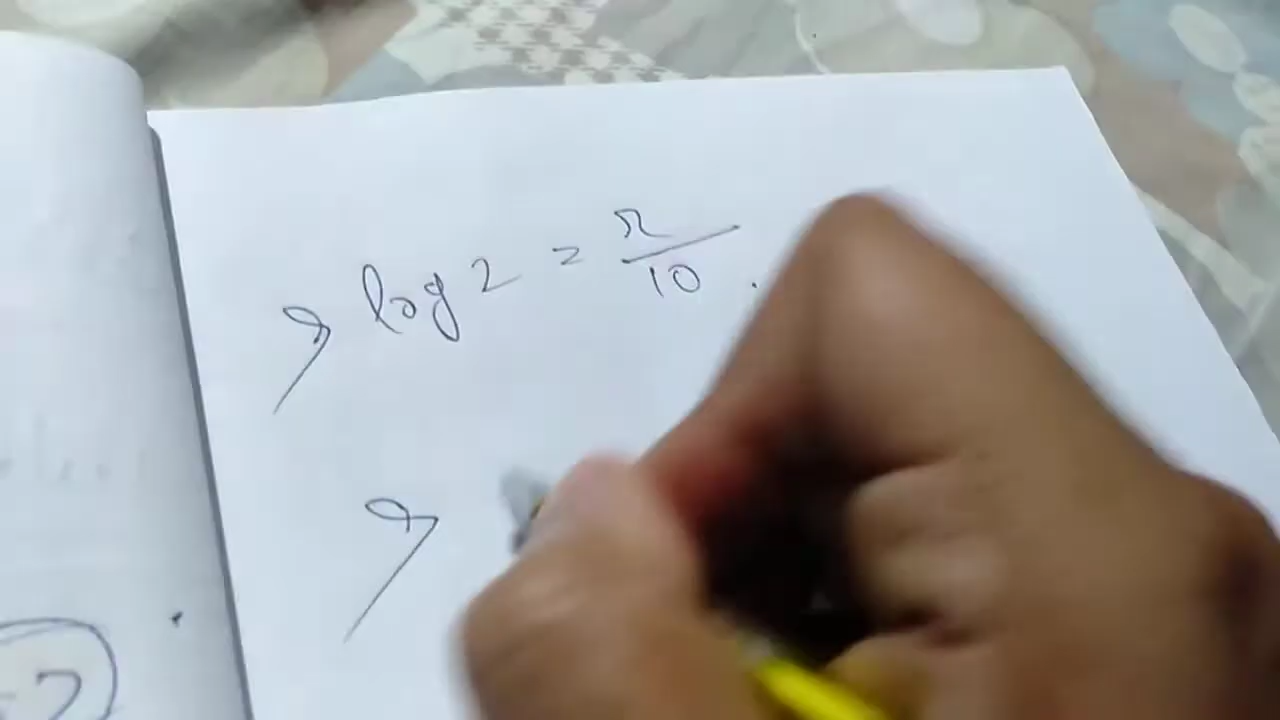 ⇒ log 2 = r/10 .
⇒